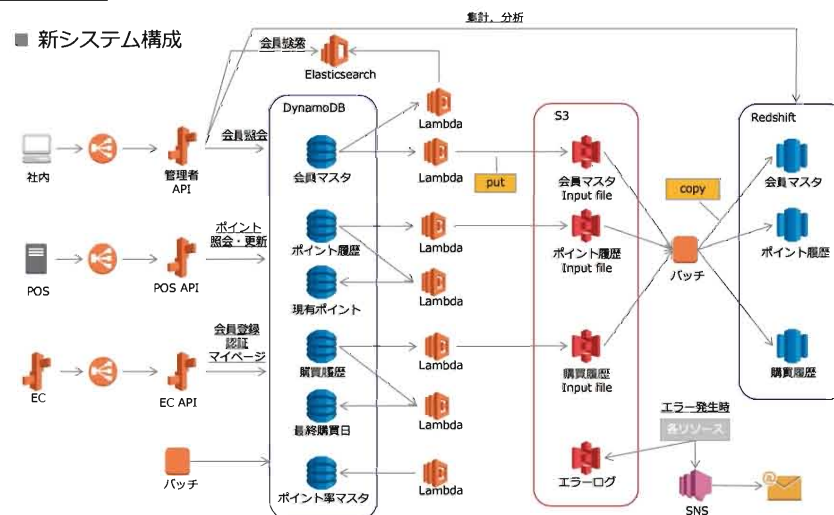 ■ 新システム構成
集計、分析
会員検索
Elasticsearch
DynamoDB
Lambda
S3
Redshift
社内
管理者
API
会員照会
会員マスタ
Lambda
put
会員マスタ
Input file
copy
会員マスタ
POS
POS API
ポイント
照会・更新
ポイント履歴
Lambda
ポイント履歴
Input file
バッチ
ポイント履歴
現有ポイント
Lambda
EC
EC API
会員登録
認証
マイページ
購買履歴
Lambda
購買履歴
Input file
購買履歴
最終購買日
Lambda
エラー発生時
各リソース
バッチ
ポイント率マスタ
Lambda
エラーログ
SNS